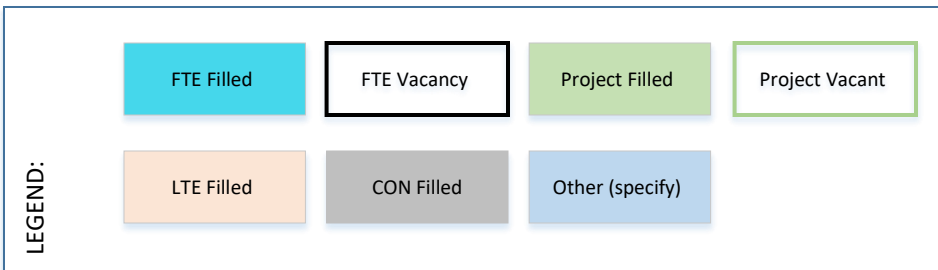 FTE Filled
FTE Vacancy
Project Filled
Project Vacant
LTE Filled
CON Filled
Other (specify)
LEGEND: